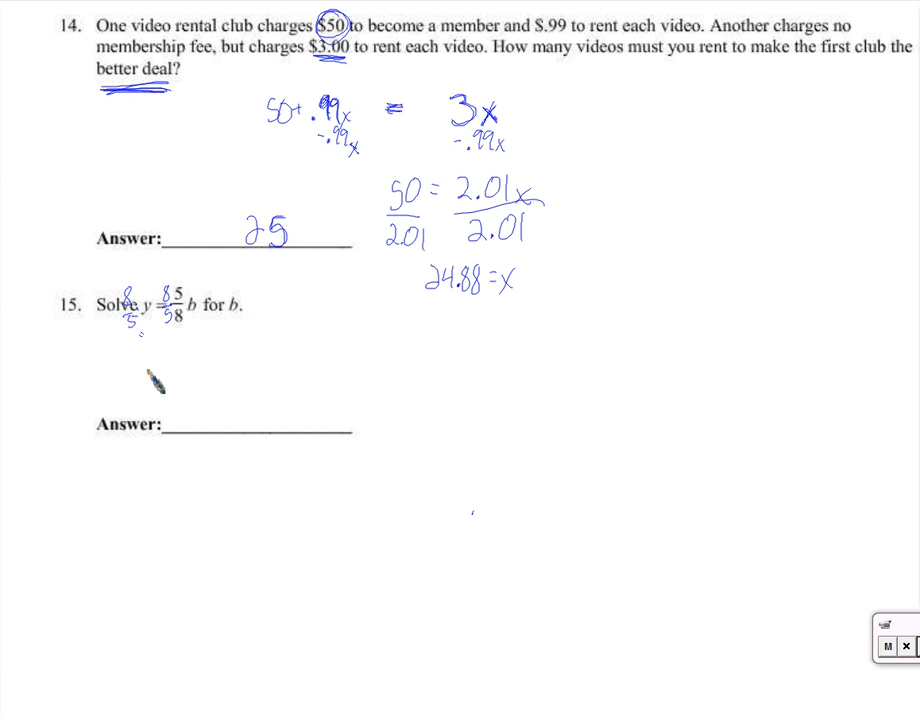 14. One video rental club charges $50 to become a member and $.99 to rent each video. Another charges no
membership fee, but charges $3.00 to rent each video. How many videos must you rent to make the first club the
better deal?
50+ .99x = 3x
-.99x -.99x
50 = 2.01x
2.01 2.01
Answer: 25
24.88=x
8 8 5
15. Solve y = b for b.
5 5 8
=
Answer:
M ×